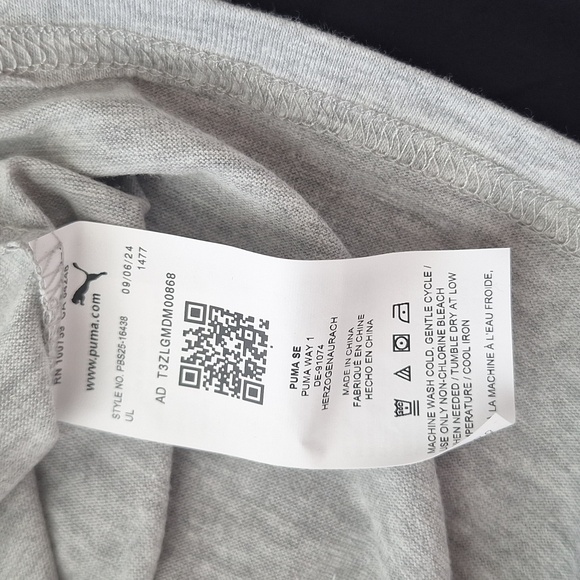 www.puma.com
STYLE NO. PBS25-16438 09/06/24
UL 1477
AD T3ZLGMDM00868
PUMA SE
PUMA WAY 1
DE-91074
HERZOGENAURACH
MADE IN CHINA
FABRIQUÉ EN CHINE
HECHO EN CHINA
MACHINE WASH COLD, GENTLE CYCLE /
USE ONLY NON-CHLORINE BLEACH
NEEDED / TUMBLE DRY AT LOW
/ COOL IRON
LA MACHINE À L'EAU FROIDE,